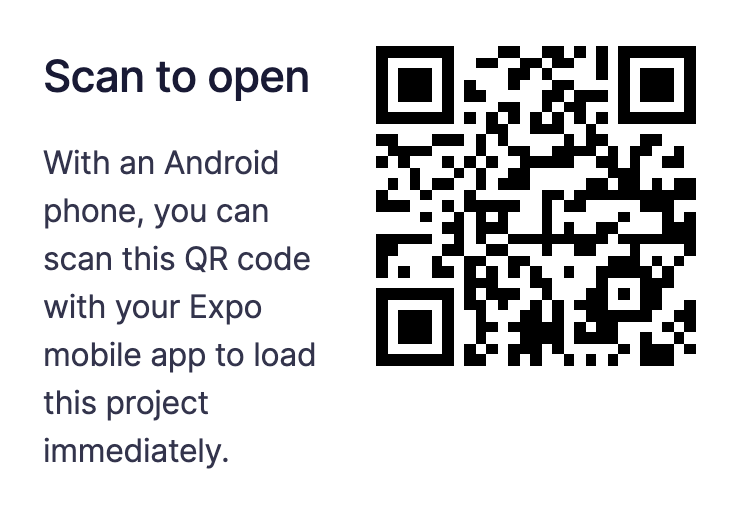 Scan to open
With an Android
phone, you can
scan this QR code
with your Expo
mobile app to load
this project
immediately.